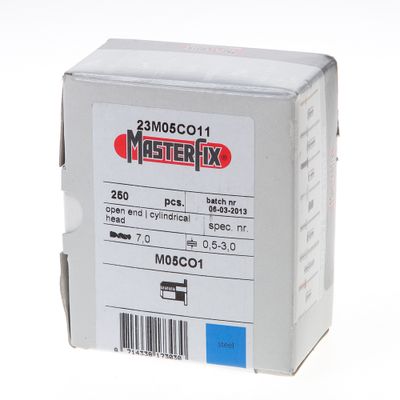 23M05CO11
MASTERFIX
250 pcs.
batch nr
06-03-2013
open end | cylindrical head
spec. nr.
7,0
0,5-3,0
M05CO1
steel